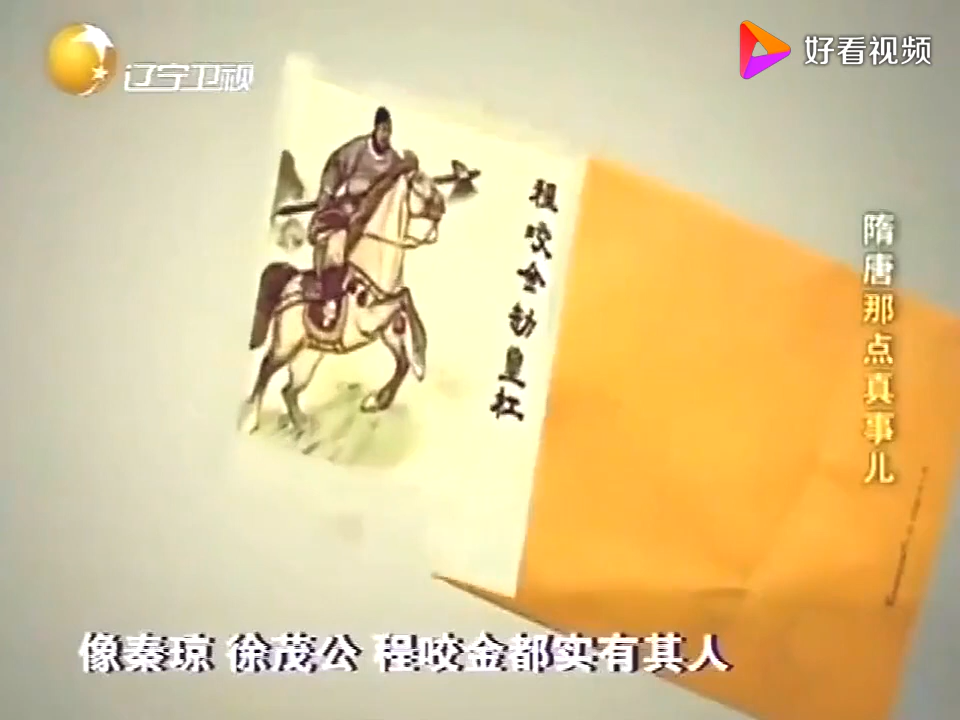 辽宁卫视
好看视频
程咬金劫皇杠
隋唐那点真事儿
像秦琼 徐茂公 程咬金都实有其人